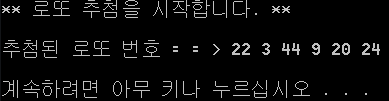 ** 로또 추첨을 시작합니다. **
추첨된 로또 번호 = = > 22 3 44 9 20 24
계속하려면 아무 키나 누르십시오 . . .